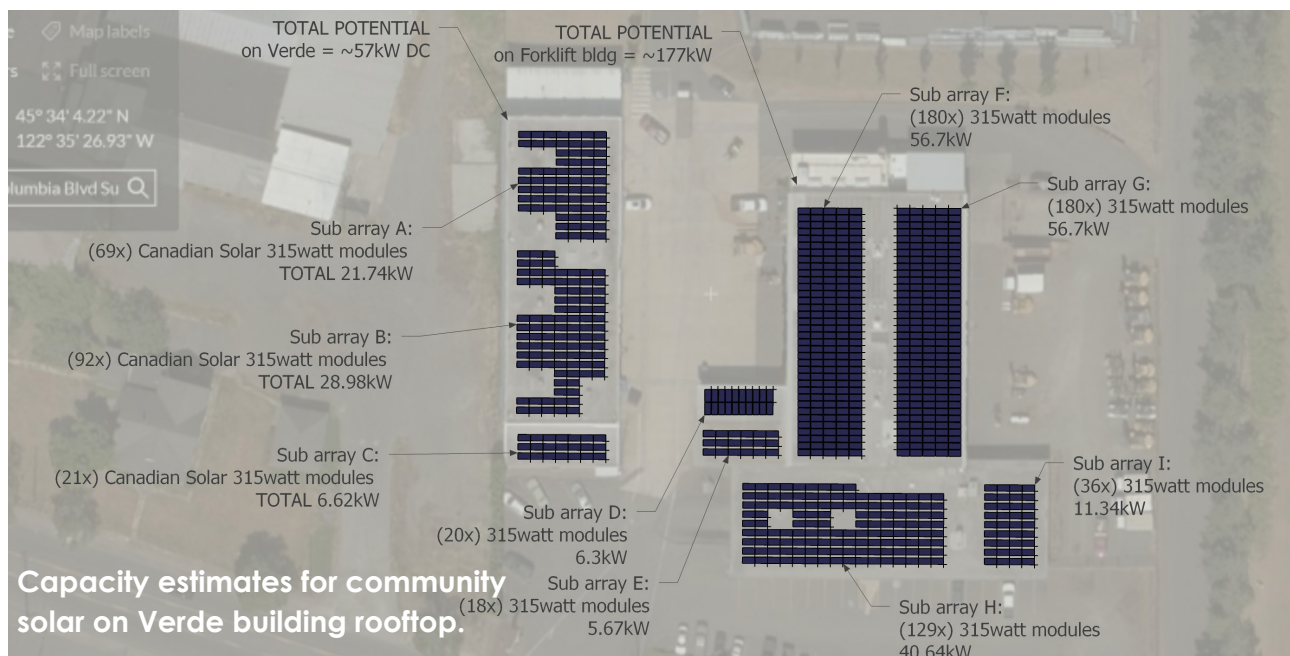 Map labels
Full screen
45° 34' 4.22" N
122° 35' 26.93" W
olumbia Blvd Su
TOTAL POTENTIAL
on Verde = ~57kW DC
TOTAL POTENTIAL
on Forklift bldg = ~177kW
Sub array F:
(180x) 315watt modules
56.7kW
Sub array G:
(180x) 315watt modules
56.7kW
Sub array A:
(69x) Canadian Solar 315watt modules
TOTAL 21.74kW
Sub array B:
(92x) Canadian Solar 315watt modules
TOTAL 28.98kW
Sub array C:
(21x) Canadian Solar 315watt modules
TOTAL 6.62kW
Sub array D:
(20x) 315watt modules
6.3kW
Sub array E:
(18x) 315watt modules
5.67kW
Sub array I:
(36x) 315watt modules
11.34kW
Sub array H:
(129x) 315watt modules
40.64kW
Capacity estimates for community
solar on Verde building rooftop.